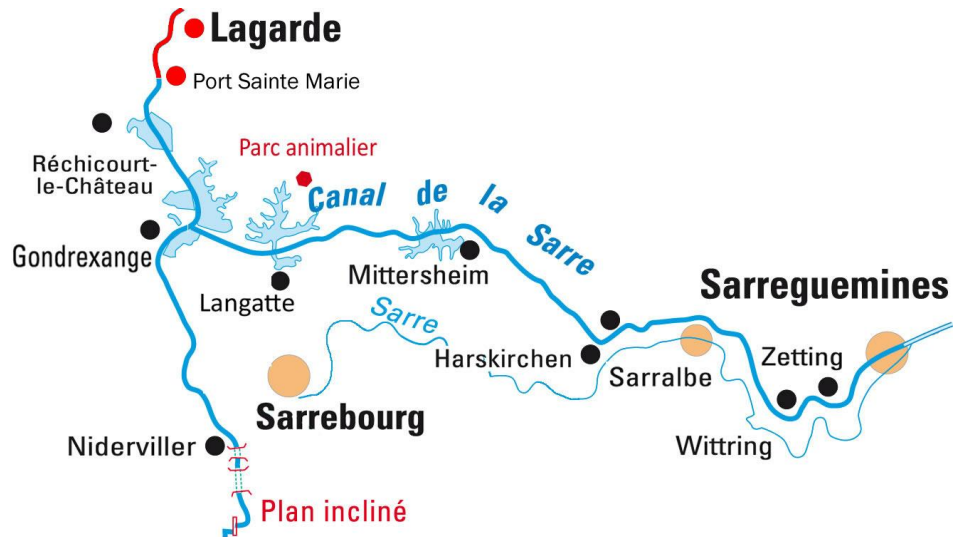 Lagarde
Port Sainte Marie
Réchicourt-
le-Château
Parc animalier
Canal de la Sarre
Gondrexange
Langatte
Mittersheim
Sarreguemines
Sarre
Harskirchen
Sarralbe
Zetting
Sarrebourg
Niderviller
Wittring
Plan incliné